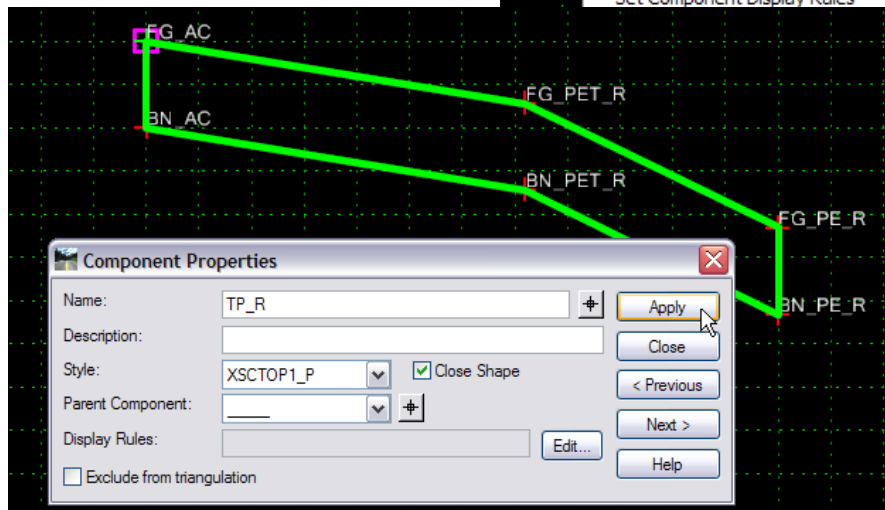 Set Component Display Rules
FG_AC
FG_PET_R
BN_AC
BN_PET_R
FG_PE_R
BN_PE_R
Component Properties
Name: TP_R Apply
Description: Close
Style: XSCTOP1_P Close Shape < Previous
Parent Component: _____ Next >
Display Rules: Edit...
Exclude from triangulation Help